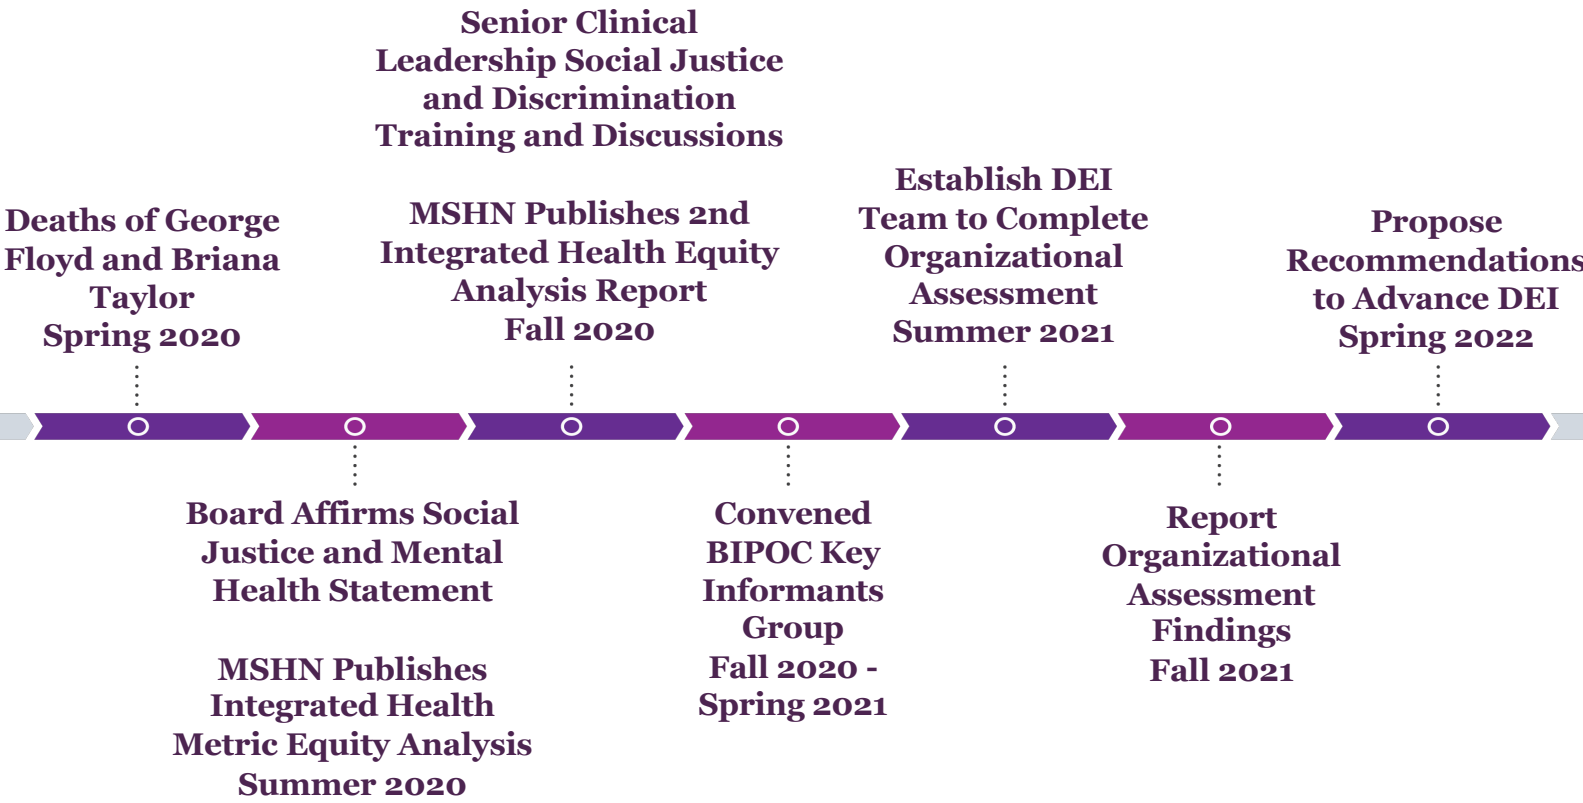 Deaths of George
Floyd and Briana
Taylor
Spring 2020
Board Affirms Social
Justice and Mental
Health Statement
MSHN Publishes
Integrated Health
Metric Equity Analysis
Summer 2020
Senior Clinical
Leadership Social Justice
and Discrimination
Training and Discussions
MSHN Publishes 2nd
Integrated Health Equity
Analysis Report
Fall 2020
Convened
BIPOC Key
Informants
Group
Fall 2020 -
Spring 2021
Establish DEI
Team to Complete
Organizational
Assessment
Summer 2021
Report
Organizational
Assessment
Findings
Fall 2021
Propose
Recommendations
to Advance DEI
Spring 2022